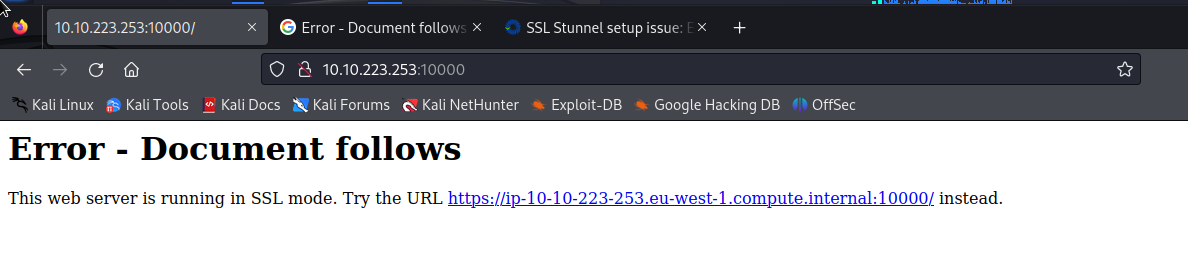 10.10.223.253:10000/
Error - Document follows
SSL Stunnel setup issue: E
10.10.223.253:10000
Kali Linux Kali Tools Kali Docs Kali Forums Kali NetHunter Exploit-DB Google Hacking DB OffSec
Error - Document follows
This web server is running in SSL mode. Try the URL https://ip-10-10-223-253.eu-west-1.compute.internal:10000/ instead.